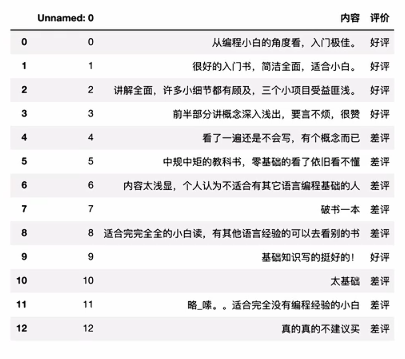 Unnamed: 0 内容 评价
0 0 从编程小白的角度看，入门极佳。 好评
1 1 很好的入门书，简洁全面，适合小白。 好评
2 2 讲解全面，许多小细节都有顾及，三个小项目受益匪浅。 好评
3 3 前半部分讲概念深入浅出，要言不烦，很赞 好评
4 4 看了一遍还是不会写，有个概念而已 差评
5 5 中规中矩的教科书，零基础的看了依旧看不懂 差评
6 6 内容太浅显，个人认为不适合有其它语言编程基础的人 差评
7 7 破书一本 差评
8 8 适合完完全全的小白读，有其他语言经验的可以去看别的书 差评
9 9 基础知识写的挺好的！ 好评
10 10 太基础 差评
11 11 略_嗦。。适合完全没有编程经验的小白 差评
12 12 真的真的不建议买 差评